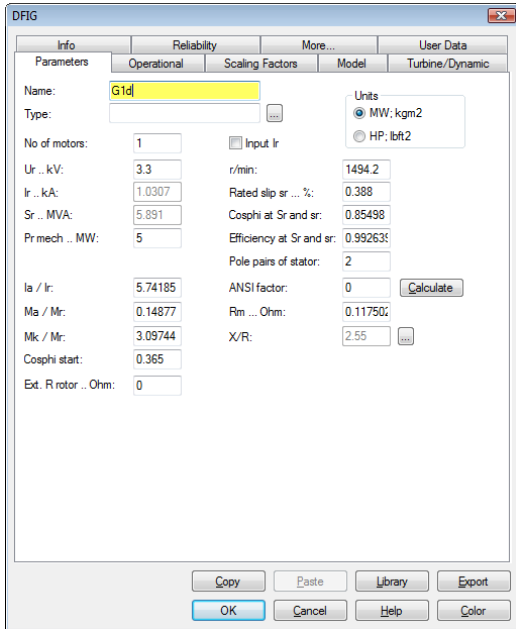 DFIG
Info Reliability More... User Data
Parameters Operational Scaling Factors Model Turbine/Dynamic
Name: G1d
Type: ...
Units
MW; kgm2
HP; lbft2
No of motors: 1 Input Ir
Ur .. kV: 3.3 r/min: 1494.2
Ir .. kA: 1.0307 Rated slip sr ... %: 0.388
Sr .. MVA: 5.891 Cosphi at Sr and sr: 0.85498
Pr mech .. MW: 5 Efficiency at Sr and sr: 0.992639
Pole pairs of stator: 2
Ia / Ir: 5.74185 ANSI factor: 0 Calculate
Ma / Mr: 0.14877 Rm ... Ohm: 0.117502
Mk / Mr: 3.09744 X/R: 2.55 ...
Cosphi start: 0.365
Ext. R rotor .. Ohm: 0
Copy Paste Library Export
OK Cancel Help Color